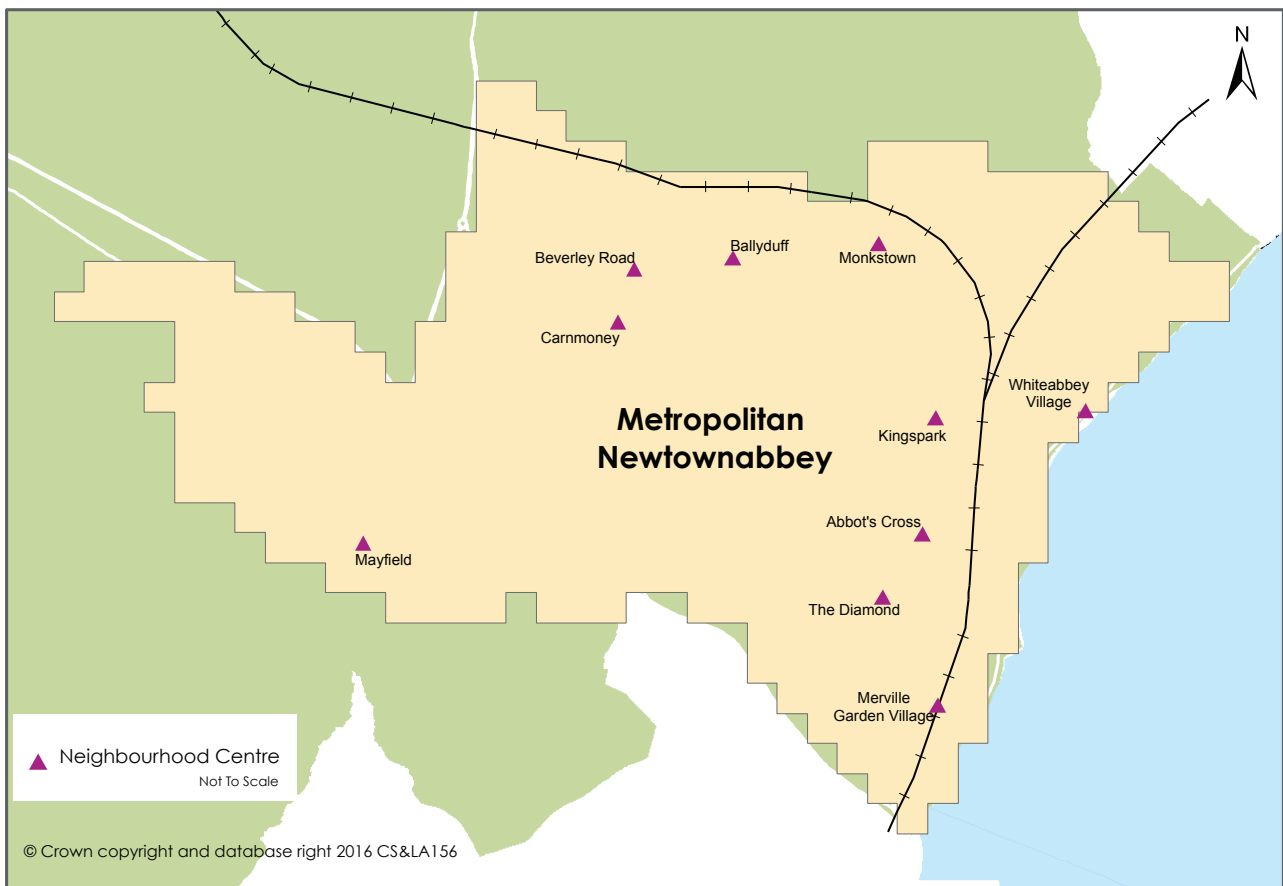 N
Ballyduff
Beverley Road
Monkstown
Carnmoney
Whiteabbey
Village
Metropolitan
Newtownabbey
Kingspark
Abbot's Cross
Mayfield
The Diamond
Merville
Garden Village
Neighbourhood Centre
Not To Scale
© Crown copyright and database right 2016 CS&LA156